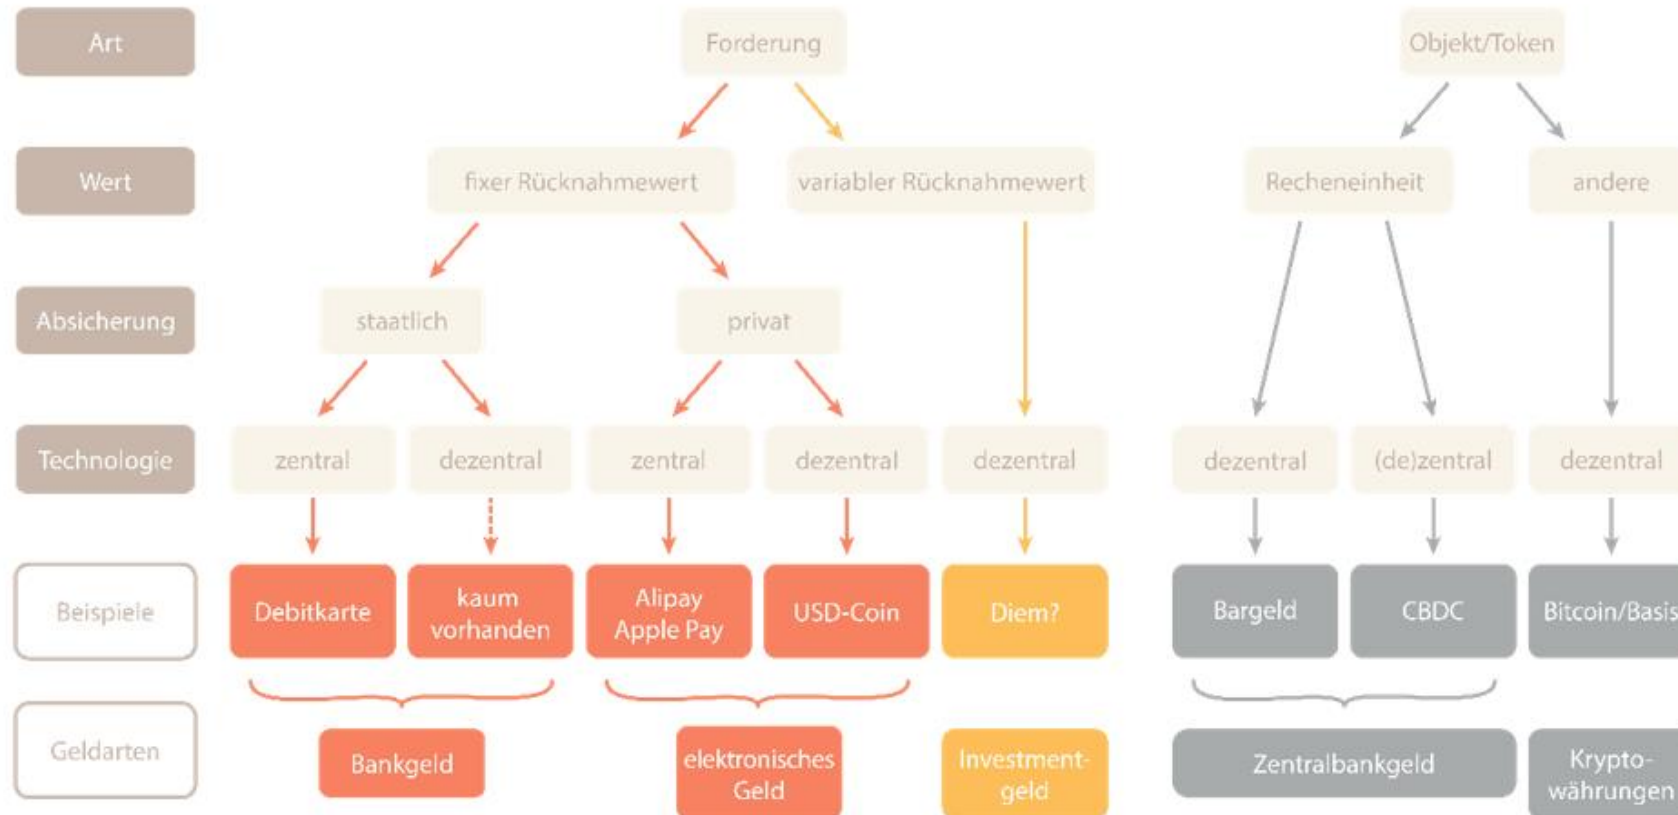 Art
Forderung
Objekt/Token
Wert
fixer Rücknahmewert
variabler Rücknahmewert
Recheneinheit
andere
Absicherung
staatlich
privat
Technologie
zentral
dezentral
zentral
dezentral
dezentral
dezentral
(de)zentral
dezentral
Beispiele
Debitkarte
kaum
vorhanden
Alipay
Apple Pay
USD-Coin
Diem?
Bargeld
CBDC
Bitcoin/Basis
Geldarten
Bankgeld
elektronisches
Geld
Investment-
geld
Zentralbankgeld
Krypto-
währungen